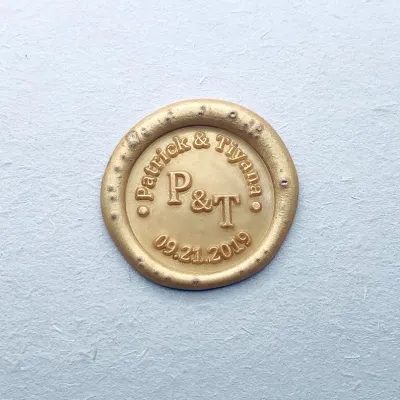 • Patrick & Tiyana •
P&T
09.21.2019